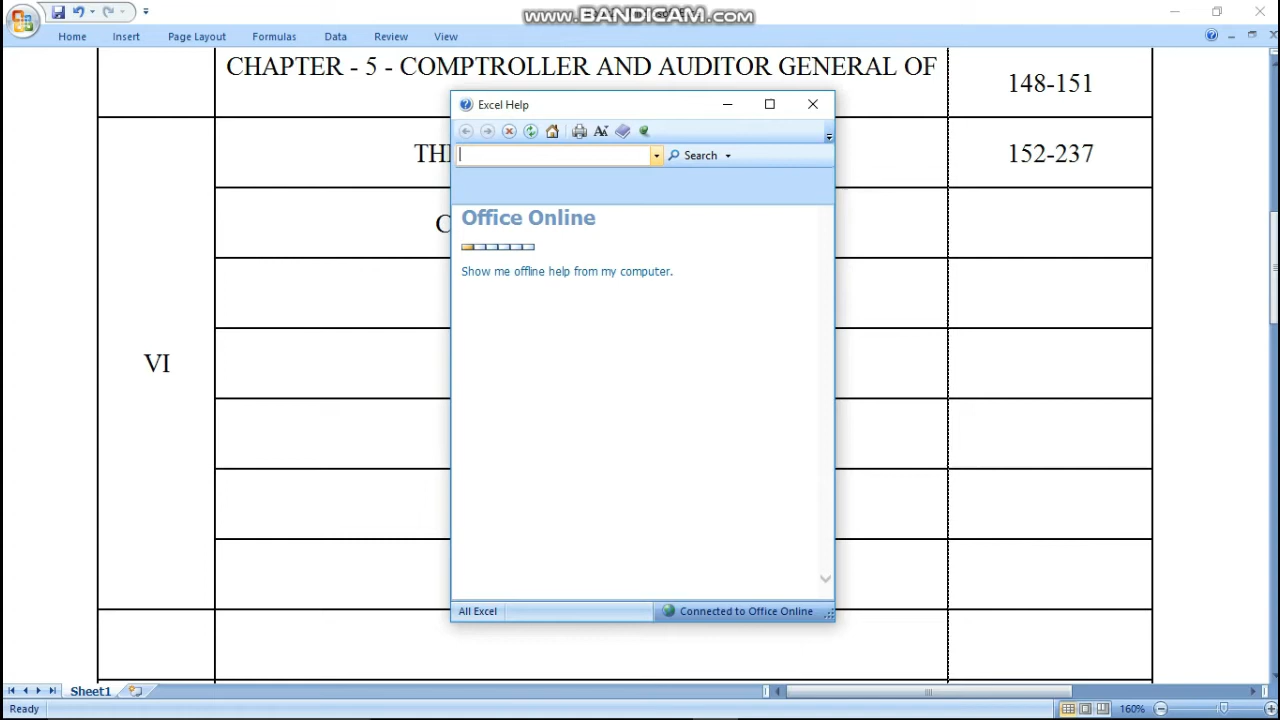 www.BANDICAM.com
Home Insert Page Layout Formulas Data Review View
CHAPTER - 5 - COMPTROLLER AND AUDITOR GENERAL OF
148-151
Excel Help
152-237
Search
Office Online
Show me offline help from my computer.
VI
All Excel
Connected to Office Online
Sheet1
Ready
160%